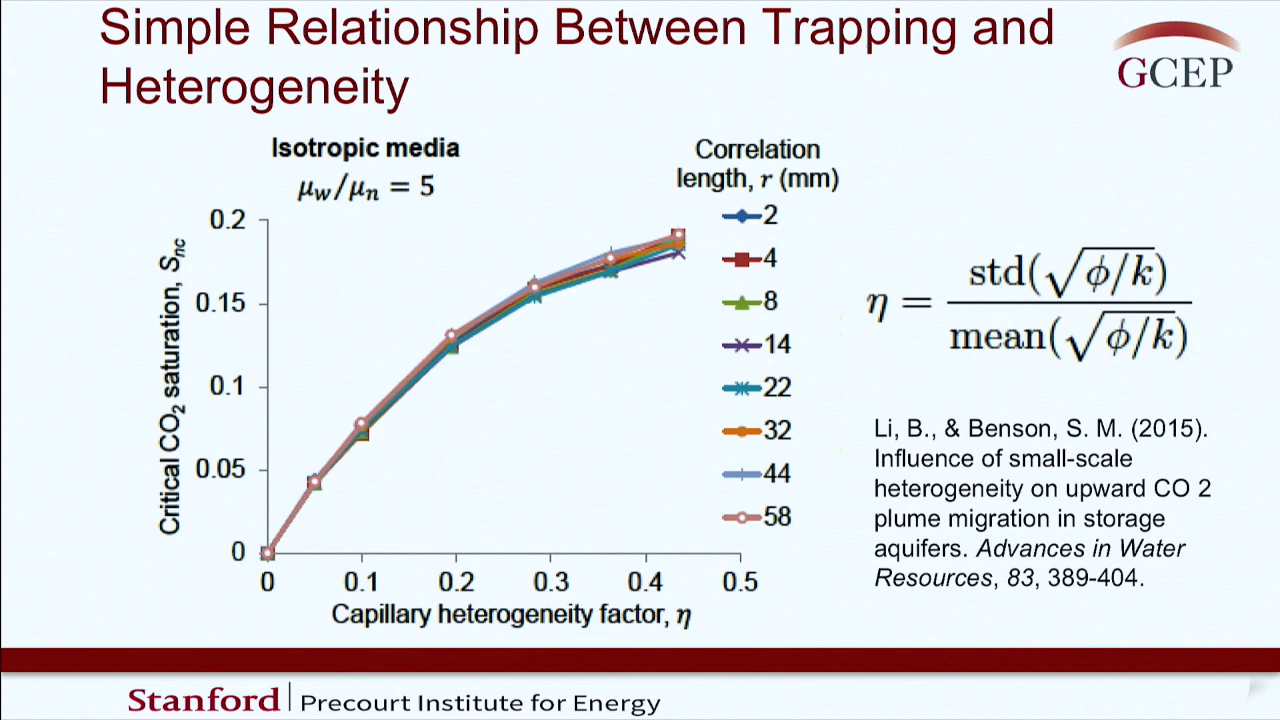 Simple Relationship Between Trapping and
Heterogeneity
GCEP
Isotropic media
μw/μn = 5
Correlation
length, r (mm)
2
4
8
14
22
32
44
58
Critical CO2 saturation, Snc
0.2
0.15
0.1
0.05
0
0 0.1 0.2 0.3 0.4 0.5
Capillary heterogeneity factor, η
η = std(√ϕ/k) / mean(√ϕ/k)
Li, B., & Benson, S. M. (2015).
Influence of small-scale
heterogeneity on upward CO 2
plume migration in storage
aquifers. Advances in Water
Resources, 83, 389-404.
Stanford | Precourt Institute for Energy